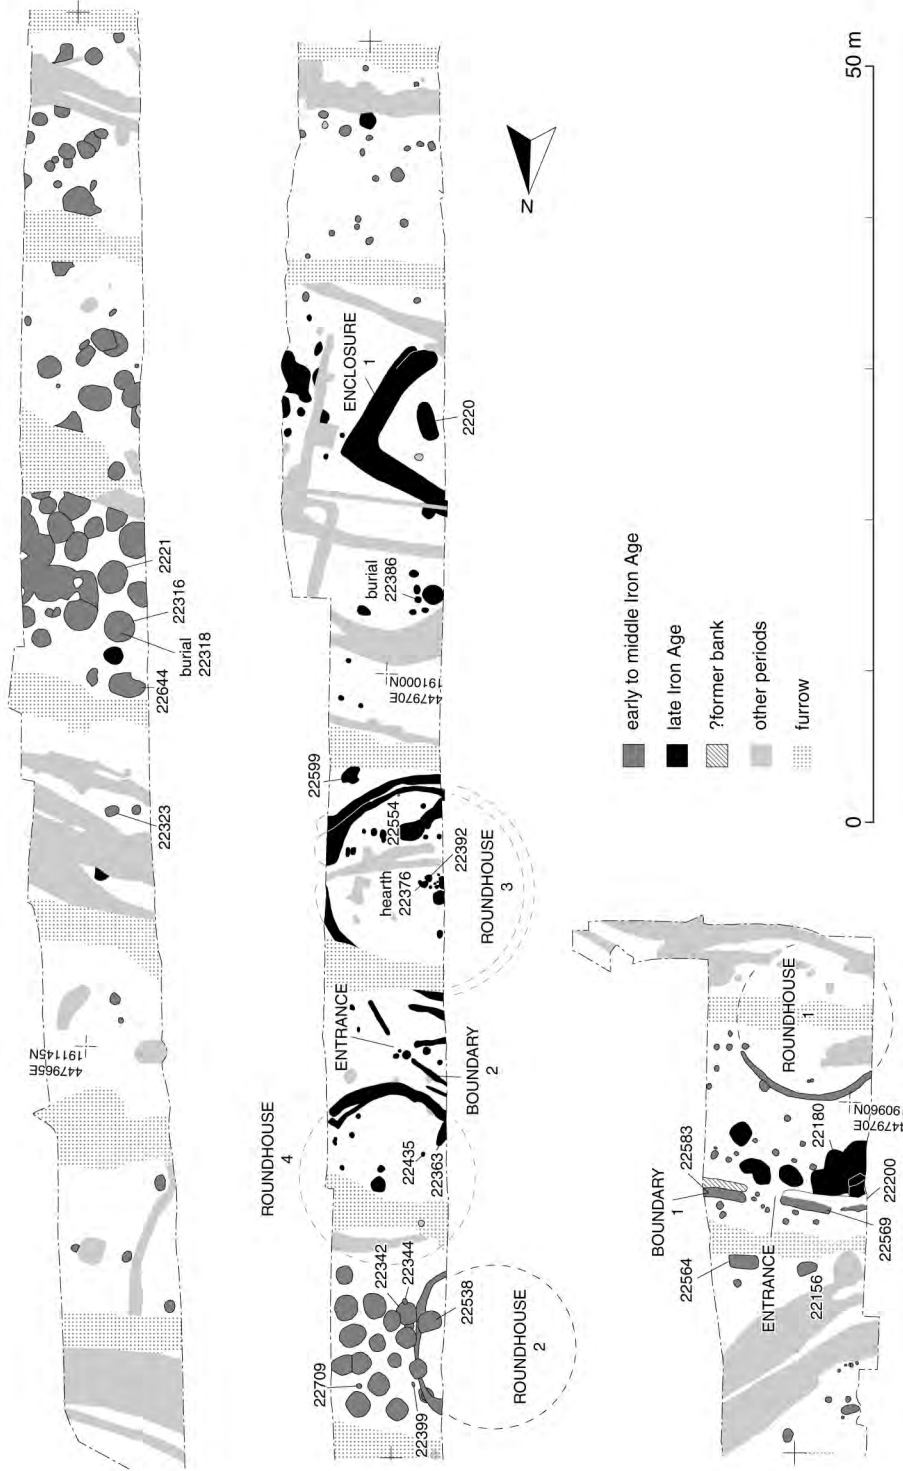 2221
22316
burial
22318
22644
22323
447965E
191145N
ENCLOSURE
1
2220
burial
22386
447970E
191000N
22599
22554
22392
hearth
22376
ROUNDHOUSE
3
ENTRANCE
BOUNDARY
2
ROUNDHOUSE
4
22435
22363
22342
22344
22538
ROUNDHOUSE
2
22709
22399
N
early to middle Iron Age
late Iron Age
?former bank
other periods
furrow
0
50 m
ROUNDHOUSE
1
447970E
22180
22583
BOUNDARY
1
22200
22569
22564
ENTRANCE
22156